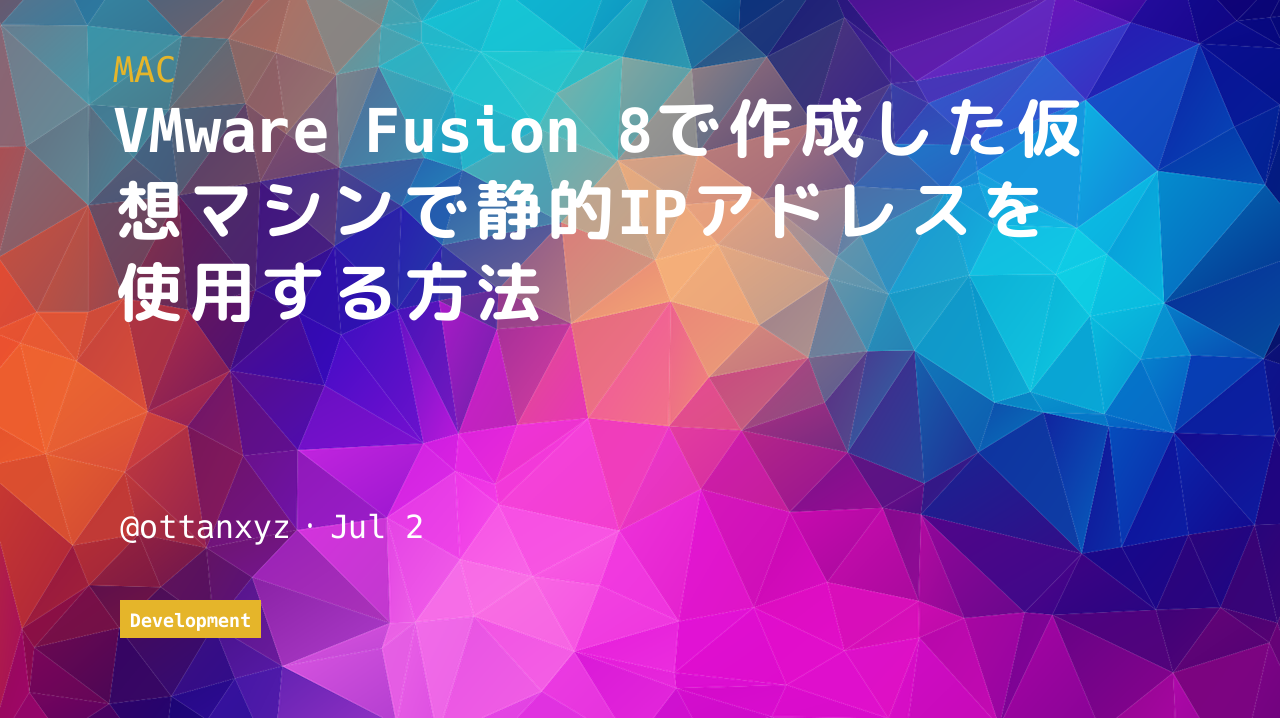 MAC
VMware Fusion 8で作成した仮
想マシンで静的IPアドレスを
使用する方法
@ottanxyz · Jul 2
Development